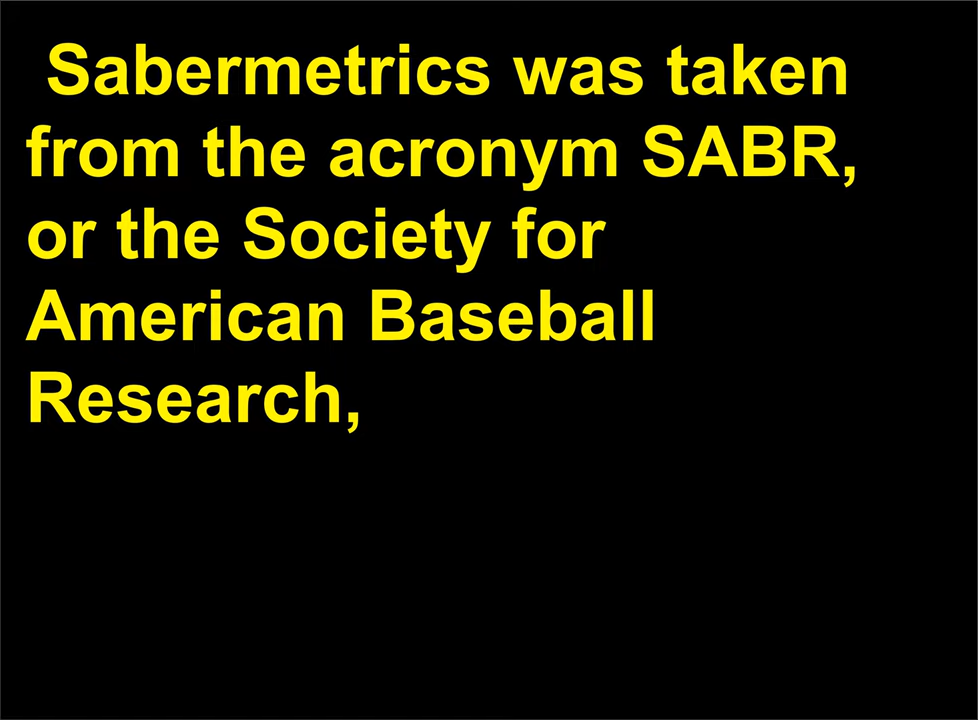 Sabermetrics was taken
from the acronym SABR,
or the Society for
American Baseball
Research,